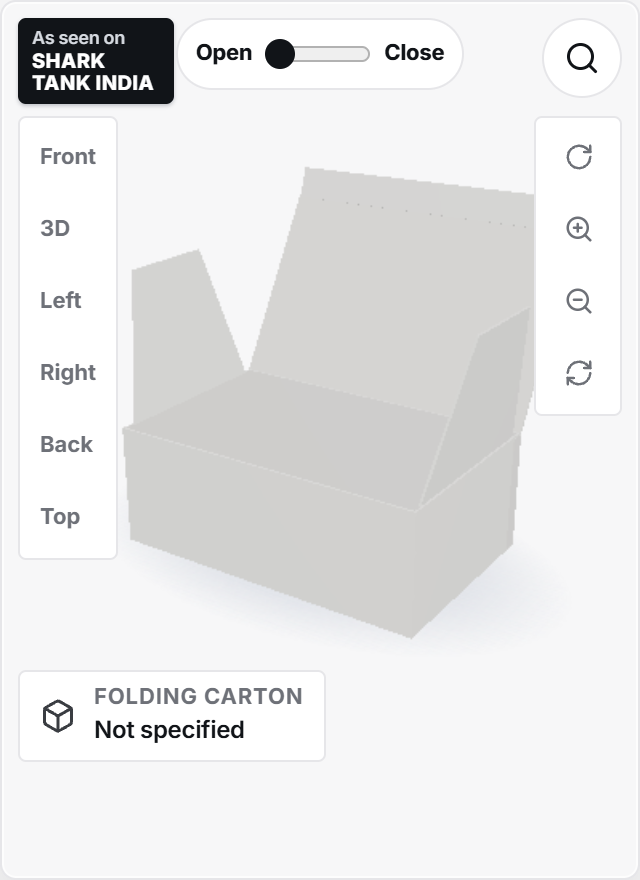 As seen on
SHARK
TANK INDIA
Open
Close
Front
3D
Left
Right
Back
Top
FOLDING CARTON
Not specified